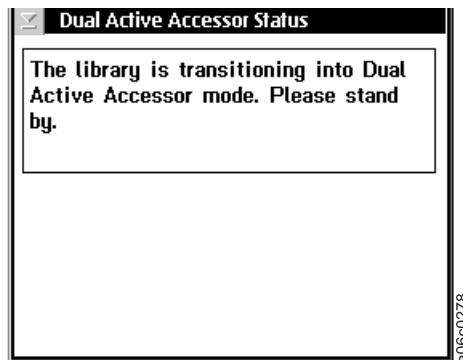 Dual Active Accessor Status
The library is transitioning into Dual
Active Accessor mode. Please stand
by.
a06c0278